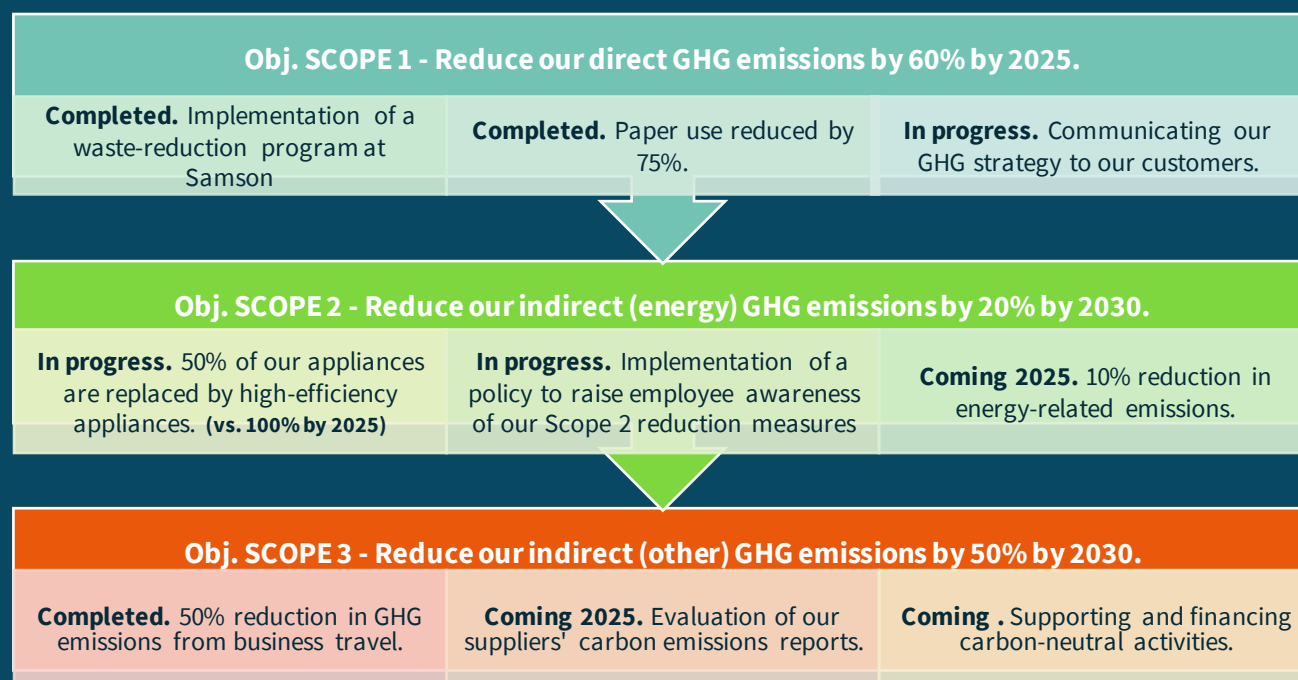 Obj. SCOPE 1 - Reduce our direct GHG emissions by 60% by 2025.
Completed. Implementation of a
waste-reduction program at
Samson
Completed. Paper use reduced by
75%.
In progress. Communicating our
GHG strategy to our customers.
Obj. SCOPE 2 - Reduce our indirect (energy) GHG emissions by 20% by 2030.
In progress. 50% of our appliances
are replaced by high-efficiency
appliances. (vs. 100% by 2025)
In progress. Implementation of a
policy to raise employee awareness
of our Scope 2 reduction measures
Coming 2025. 10% reduction in
energy-related emissions.
Obj. SCOPE 3 - Reduce our indirect (other) GHG emissions by 50% by 2030.
Completed. 50% reduction in GHG
emissions from business travel.
Coming 2025. Evaluation of our
suppliers' carbon emissions reports.
Coming . Supporting and financing
carbon-neutral activities.